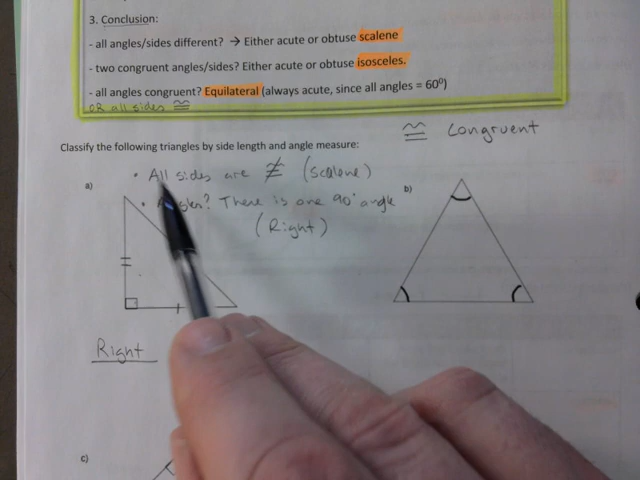 3. Conclusion:
- all angles/sides different? → Either acute or obtuse scalene
- two congruent angles/sides? Either acute or obtuse isosceles.
- all angles congruent? Equilateral (always acute, since all angles = 60⁰)
OR all sides ≅
≅ Congruent
Classify the following triangles by side length and angle measure:
• All sides are ≇ (scalene)
a)
b)
• There is one 90° angle
(Right)
Right
c)